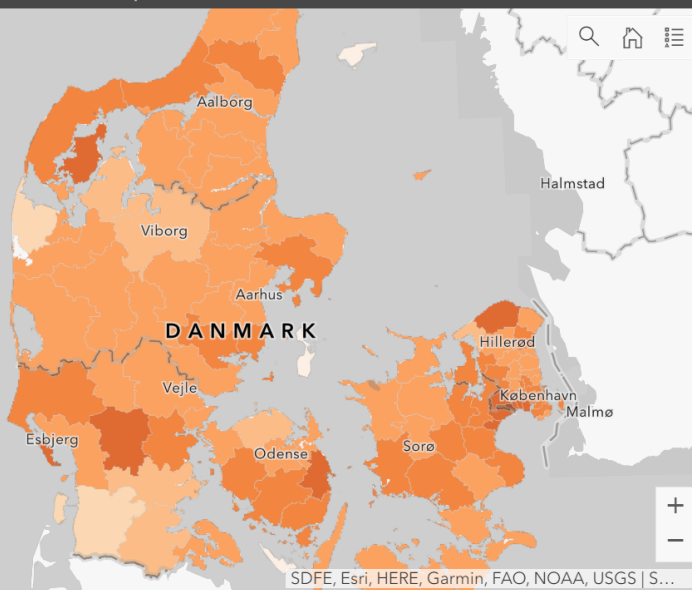 Aalborg
Halmstad
Viborg
Aarhus
DANMARK
Hillerød
Vejle
København
Malmø
Esbjerg
Sorø
Odense
+
−
SDFE, Esri, HERE, Garmin, FAO, NOAA, USGS | S...